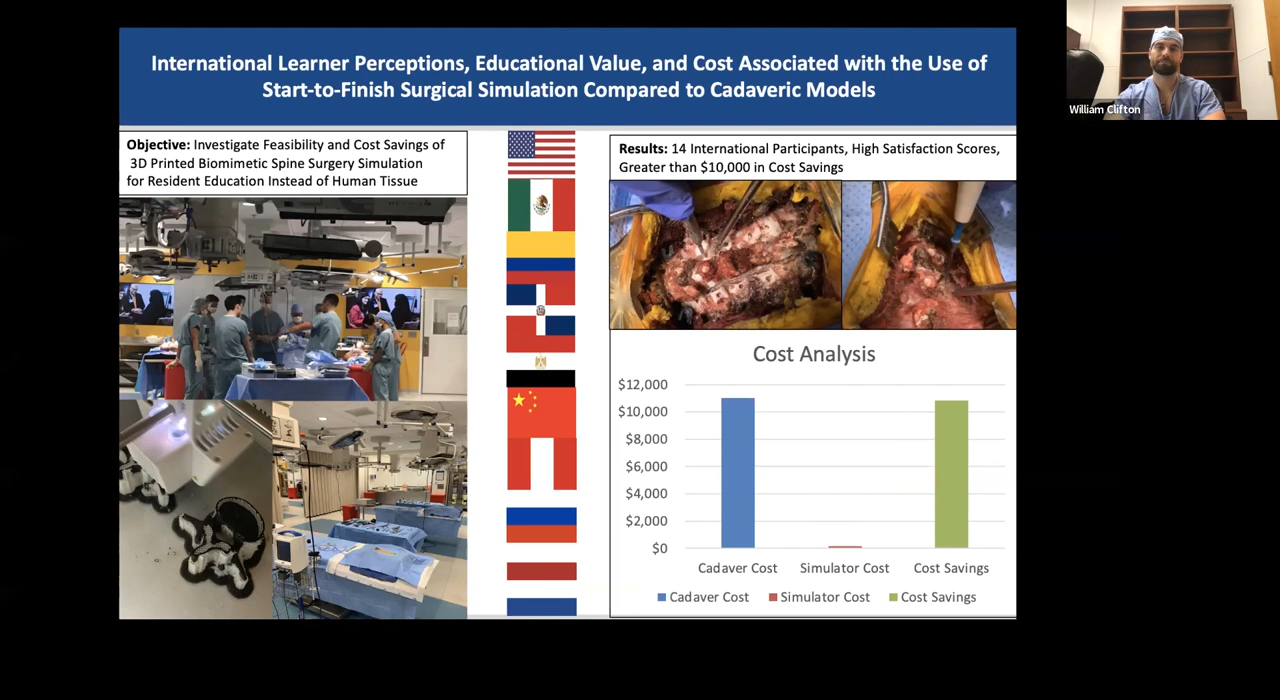 International Learner Perceptions, Educational Value, and Cost Associated with the Use of
Start-to-Finish Surgical Simulation Compared to Cadaveric Models
Objective: Investigate Feasibility and Cost Savings of
3D Printed Biomimetic Spine Surgery Simulation
for Resident Education Instead of Human Tissue
Results: 14 International Participants, High Satisfaction Scores,
Greater than $10,000 in Cost Savings
Cost Analysis
$12,000
$10,000
$8,000
$6,000
$4,000
$2,000
$0
Cadaver Cost
Simulator Cost
Cost Savings
Cadaver Cost
Simulator Cost
Cost Savings
William Clifton